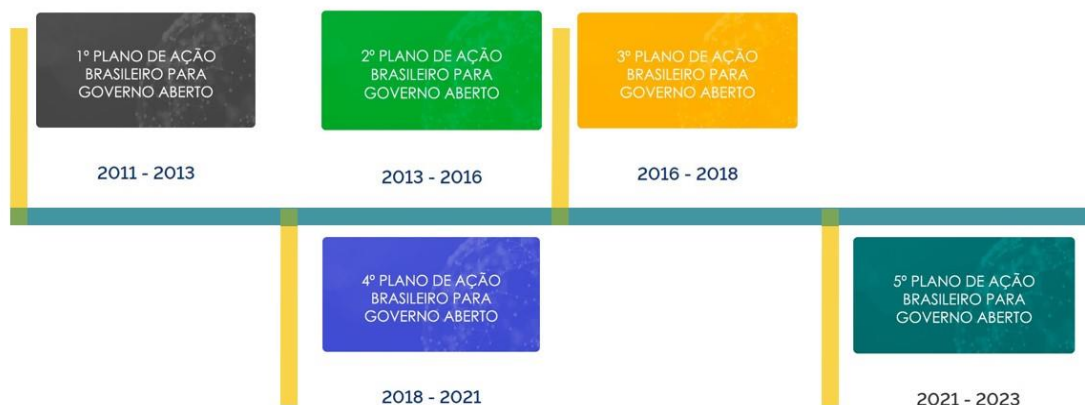 1º PLANO DE AÇÃO
BRASILEIRO PARA
GOVERNO ABERTO
2011 - 2013
2º PLANO DE AÇÃO
BRASILEIRO PARA
GOVERNO ABERTO
2013 - 2016
3º PLANO DE AÇÃO
BRASILEIRO PARA
GOVERNO ABERTO
2016 - 2018
4º PLANO DE AÇÃO
BRASILEIRO PARA
GOVERNO ABERTO
2018 - 2021
5º PLANO DE AÇÃO
BRASILEIRO PARA
GOVERNO ABERTO
2021 - 2023